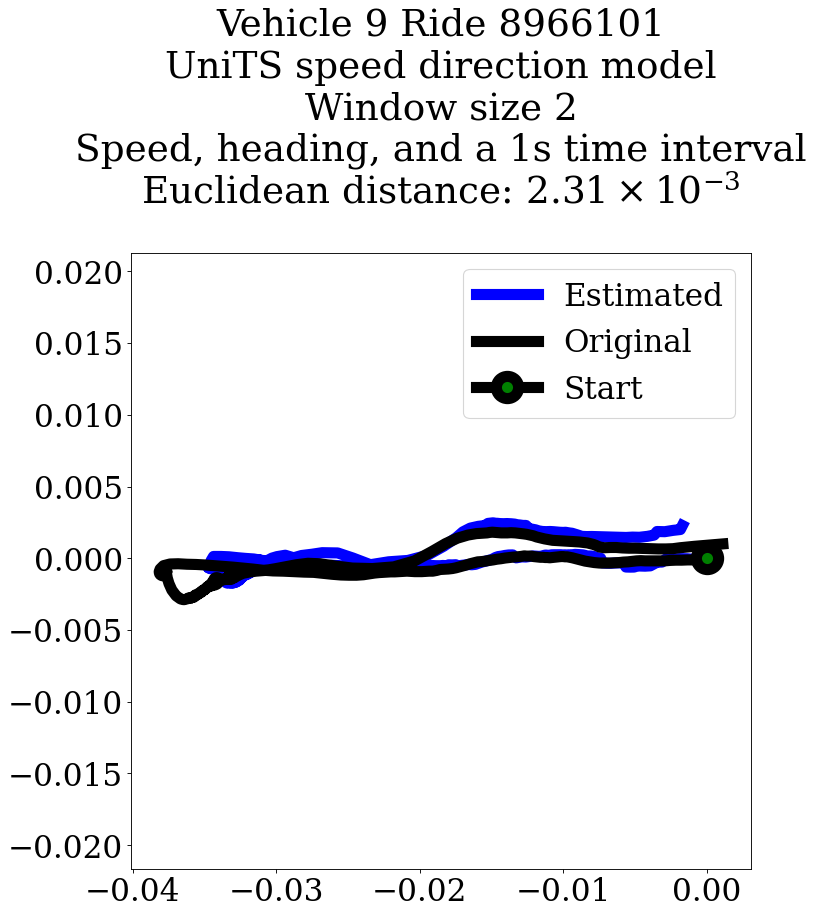 Vehicle 9 Ride 8966101
UniTS speed direction model
Window size 2
Speed, heading, and a 1s time interval
Euclidean distance: 2.31 × 10⁻³
Estimated
Original
Start
0.020
0.015
0.010
0.005
0.000
−0.005
−0.010
−0.015
−0.020
−0.04 −0.03 −0.02 −0.01 0.00